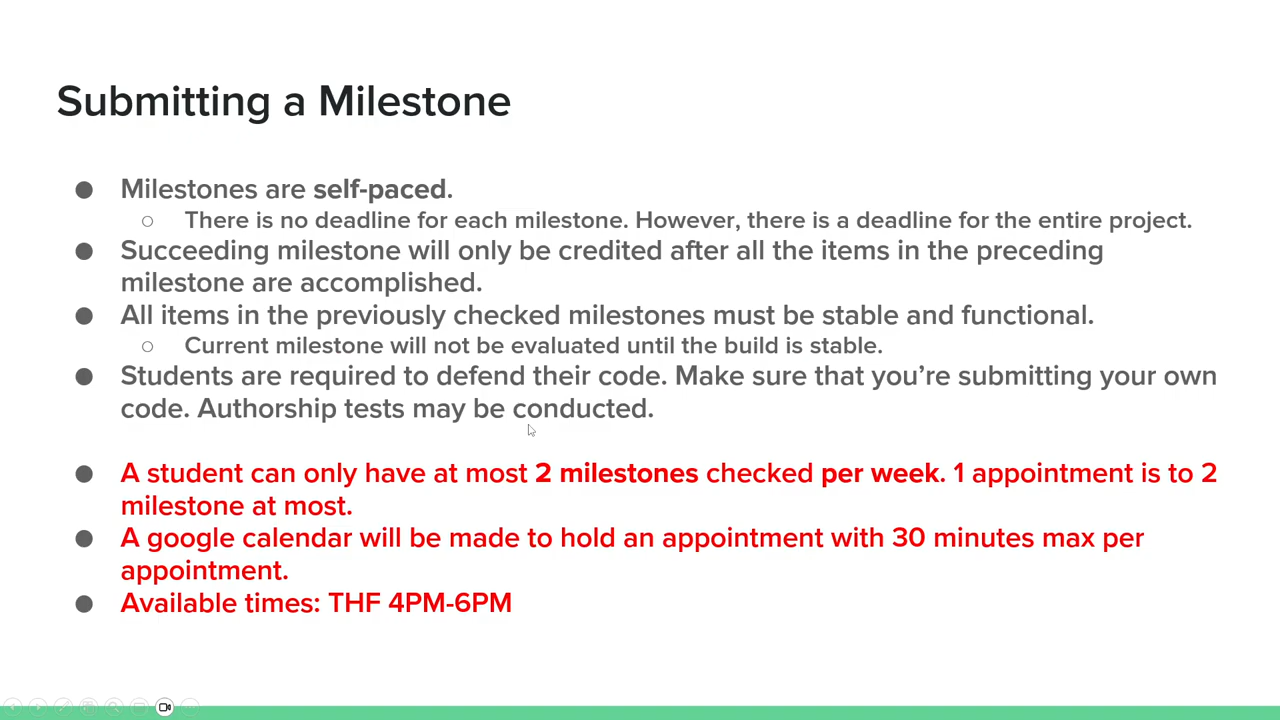 Submitting a Milestone
● Milestones are self-paced.
○ There is no deadline for each milestone. However, there is a deadline for the entire project.
● Succeeding milestone will only be credited after all the items in the preceding
milestone are accomplished.
● All items in the previously checked milestones must be stable and functional.
○ Current milestone will not be evaluated until the build is stable.
● Students are required to defend their code. Make sure that you’re submitting your own
code. Authorship tests may be conducted.
● A student can only have at most 2 milestones checked per week. 1 appointment is to 2
milestone at most.
● A google calendar will be made to hold an appointment with 30 minutes max per
appointment.
● Available times: THF 4PM-6PM